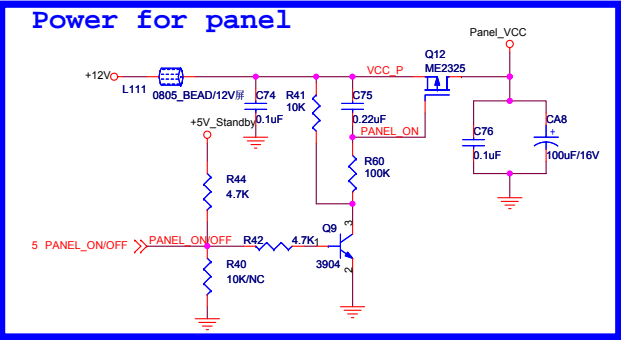 Power for panel
Panel_VCC
Q12
ME2325
+12V
VCC_P
L111
0805_BEAD/12V屏
C74
0.1uF
R41
10K
C75
0.22uF
PANEL_ON
+5V_Standby
C76
0.1uF
CA8
+
100uF/16V
R60
100K
R44
4.7K
Q9
3
5 PANEL_ON/OFF
PANEL_ON/OFF
R42
4.7K
1
3904
2
R40
10K/NC